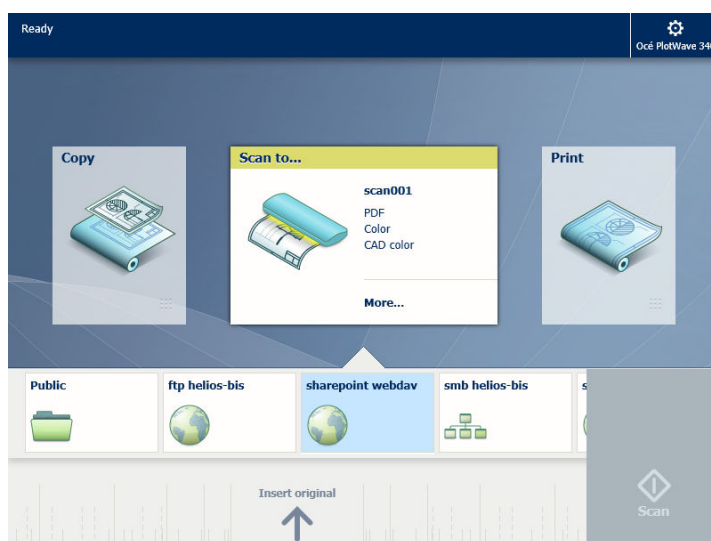 Ready
Océ PlotWave 34
Copy
Scan to...
Print
scan001
PDF
Color
CAD color
More...
Public
ftp helios-bis
sharepoint webdav
smb helios-bis
s
Insert original
Scan